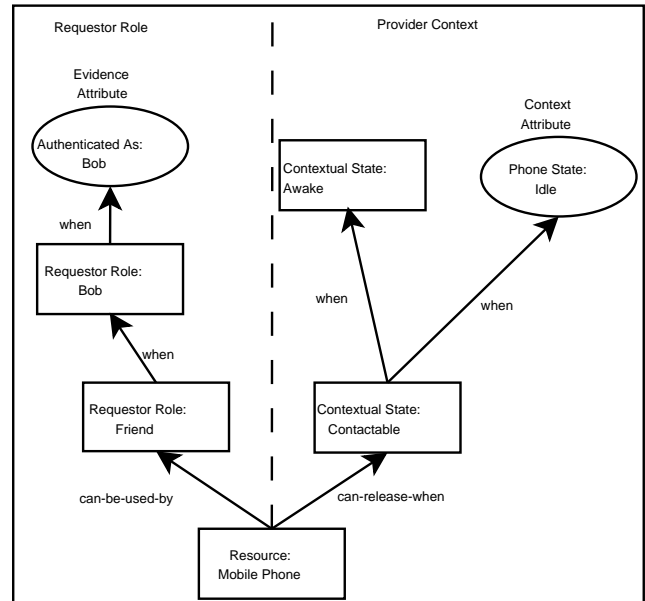 Requestor Role
Provider Context
Evidence
Attribute
Authenticated As:
Bob
Context
Attribute
Contextual State:
Awake
Phone State:
Idle
when
Requestor Role:
Bob
when
when
when
Requestor Role:
Friend
Contextual State:
Contactable
can-be-used-by
can-release-when
Resource:
Mobile Phone